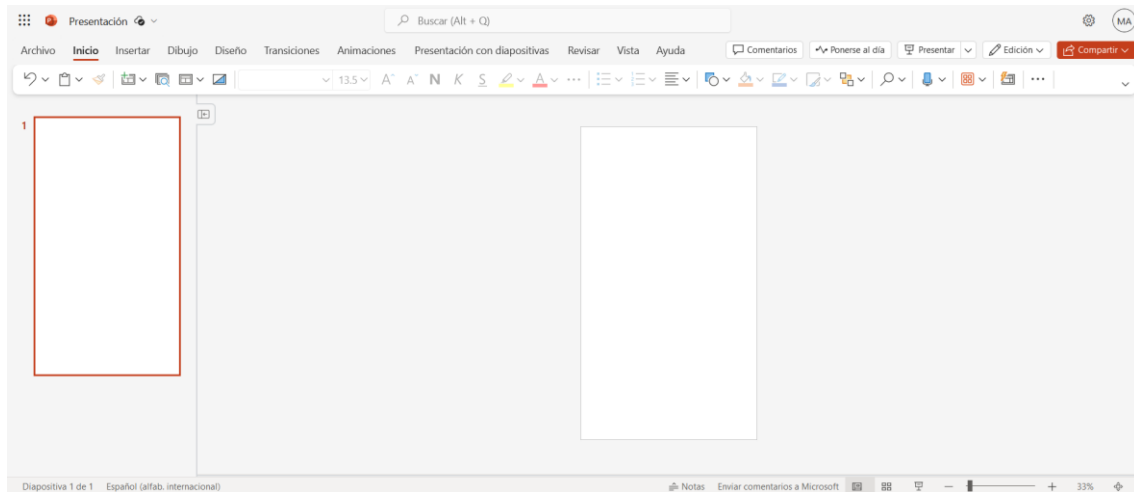 Presentación
Buscar (Alt + Q)
MA
Archivo Inicio Insertar Dibujo Diseño Transiciones Animaciones Presentación con diapositivas Revisar Vista Ayuda Comentarios Ponerse al día Presentar Edición Compartir
13.5 A A N K S A
1
Diapositiva 1 de 1 Español (alfab. internacional) Notas Enviar comentarios a Microsoft 33%